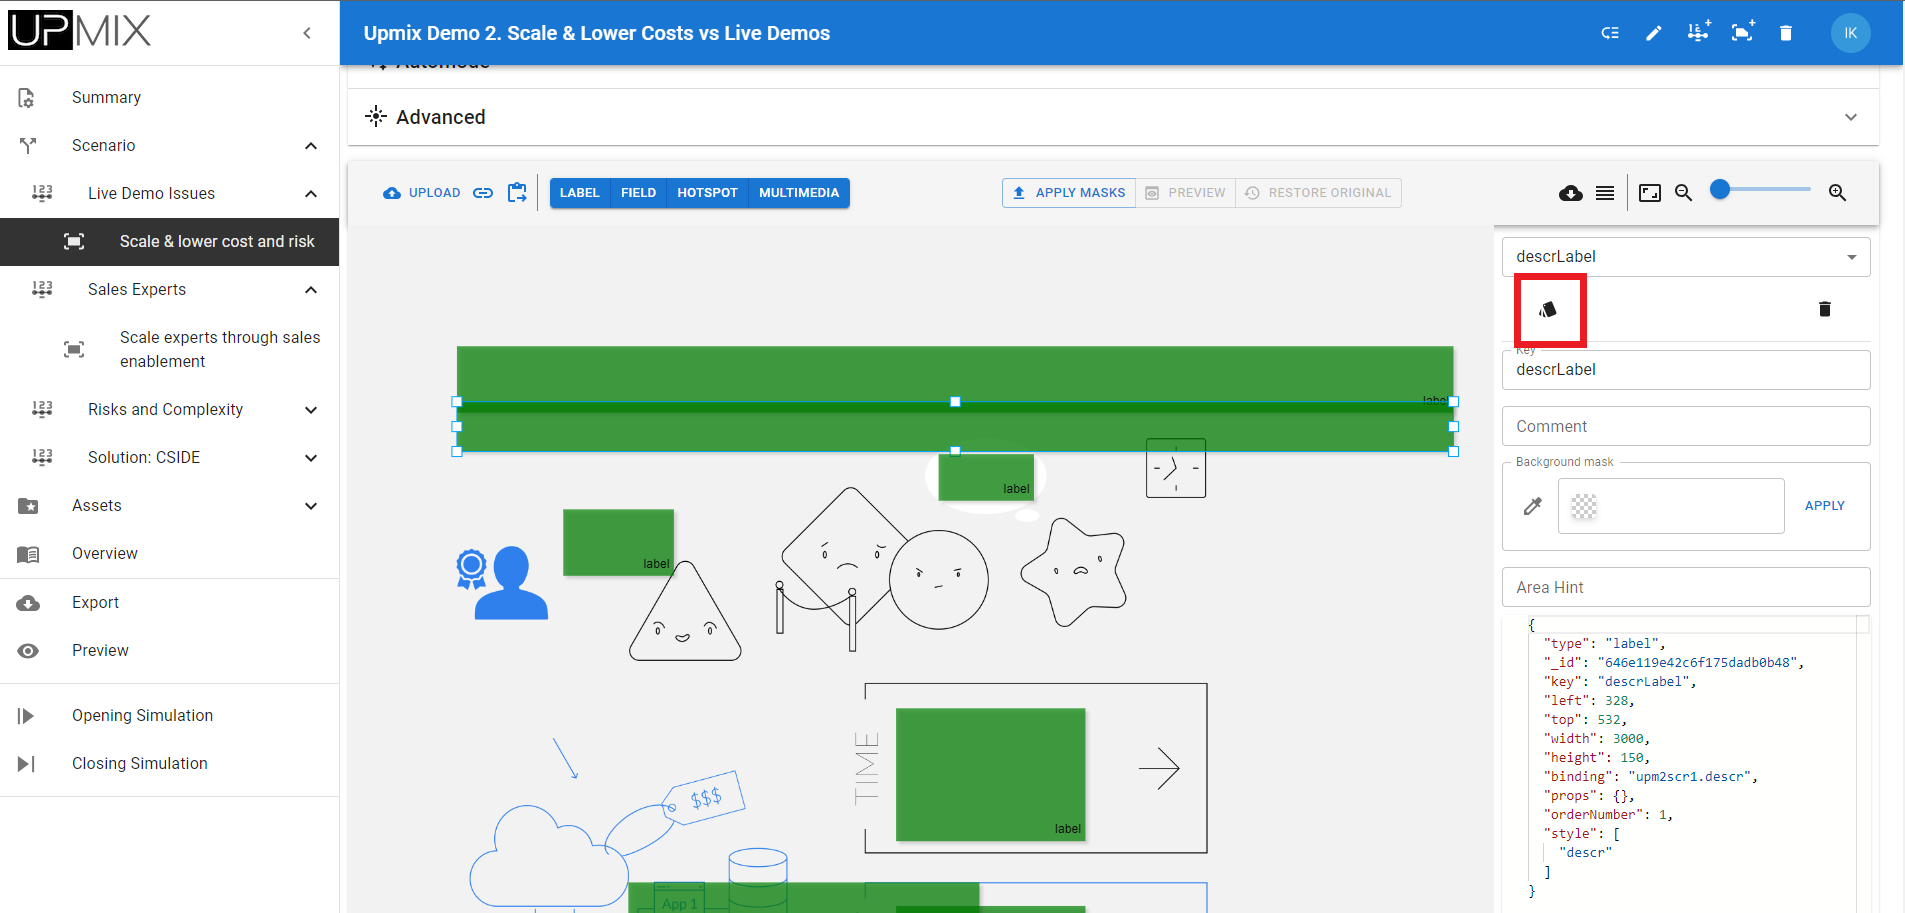 UPMIX
Upmix Demo 2. Scale & Lower Costs vs Live Demos
IK
Summary
Scenario
Live Demo Issues
Scale & lower cost and risk
Sales Experts
Scale experts through sales
enablement
Risks and Complexity
Solution: CSIDE
Assets
Overview
Export
Preview
Opening Simulation
Closing Simulation
Automode
Advanced
UPLOAD
LABEL FIELD HOTSPOT MULTIMEDIA
APPLY MASKS PREVIEW RESTORE ORIGINAL
label
label
label
TIME
label
$$$
App 1
descrLabel
Key
descrLabel
Comment
Background mask
APPLY
Area Hint
{
"type": "label",
"_id": "646e119e42c6f175dadb0b48",
"key": "descrLabel",
"left": 328,
"top": 532,
"width": 3000,
"height": 150,
"binding": "upm2scr1.descr",
"props": {},
"orderNumber": 1,
"style": [
"descr"
]
}